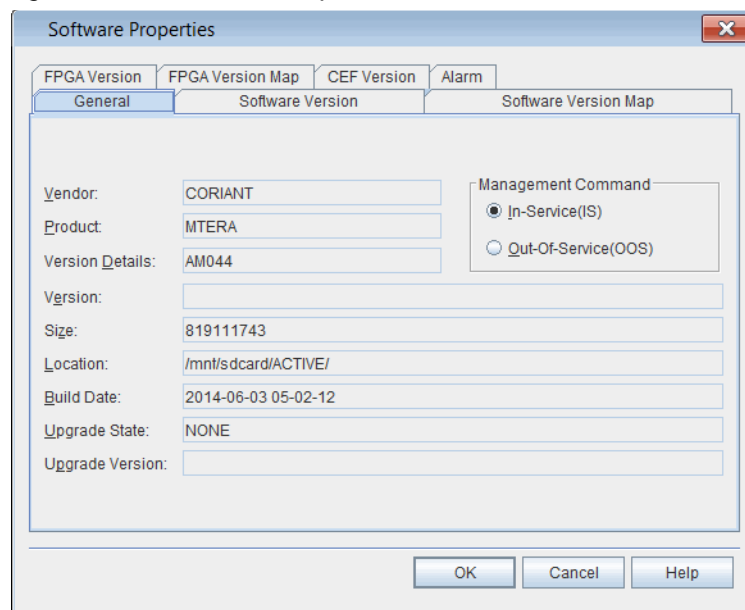 Software Properties
FPGA Version FPGA Version Map CEF Version Alarm
General Software Version Software Version Map
Vendor: CORIANT
Management Command
In-Service(IS)
Product: MTERA
Out-Of-Service(OOS)
Version Details: AM044
Version:
Size: 819111743
Location: /mnt/sdcard/ACTIVE/
Build Date: 2014-06-03 05-02-12
Upgrade State: NONE
Upgrade Version:
OK Cancel Help